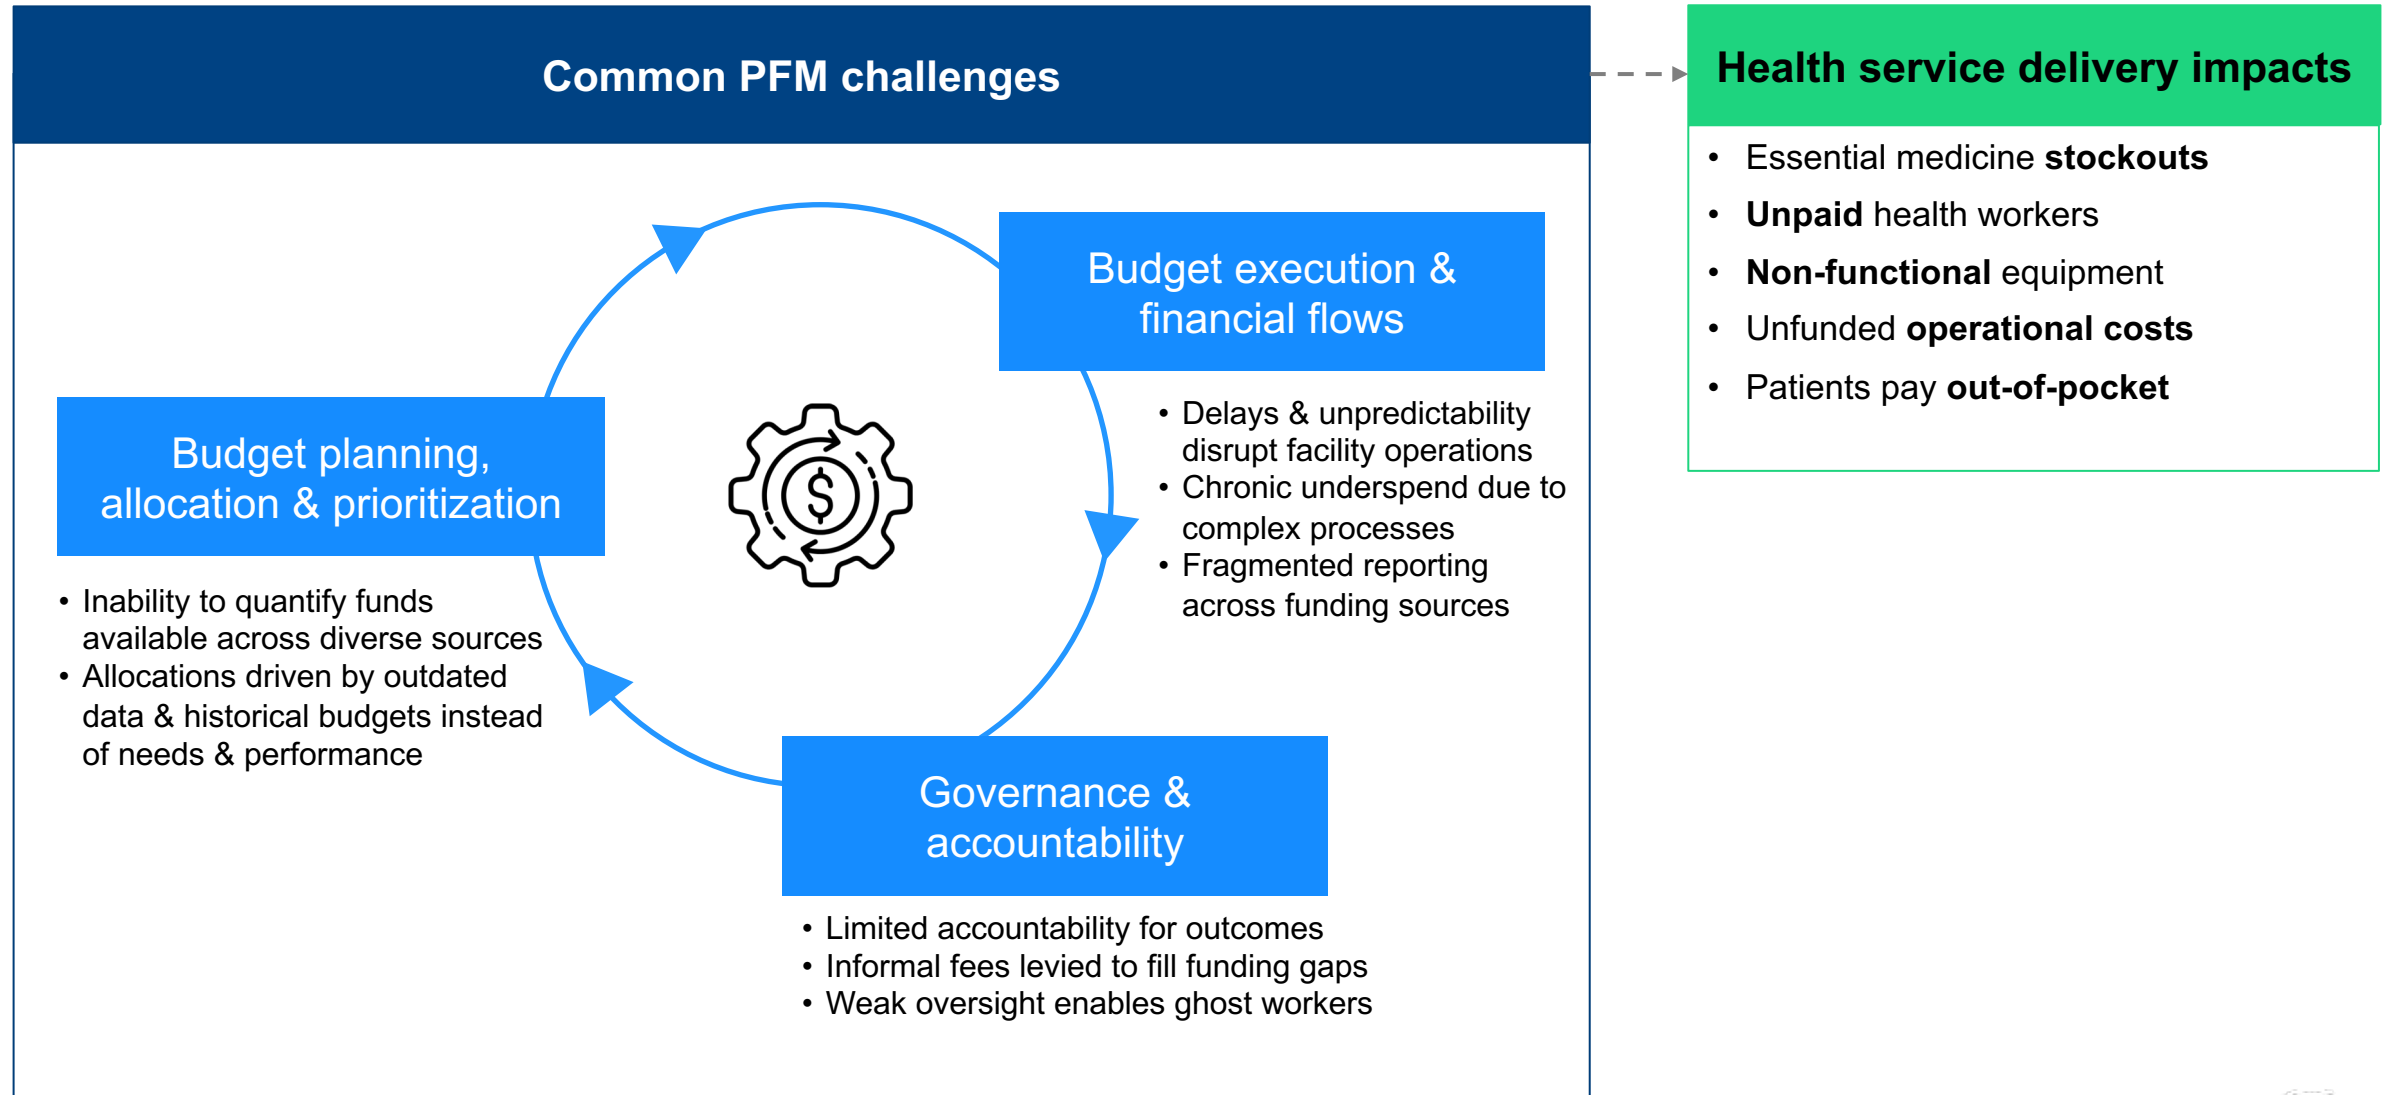 Common PFM challenges
Health service delivery impacts
• Essential medicine stockouts
• Unpaid health workers
• Non-functional equipment
• Unfunded operational costs
• Patients pay out-of-pocket
Budget execution &
financial flows
• Delays & unpredictability
disrupt facility operations
• Chronic underspend due to
complex processes
• Fragmented reporting
across funding sources
Budget planning,
allocation & prioritization
• Inability to quantify funds
available across diverse sources
• Allocations driven by outdated
data & historical budgets instead
of needs & performance
$
Governance &
accountability
• Limited accountability for outcomes
• Informal fees levied to fill funding gaps
• Weak oversight enables ghost workers